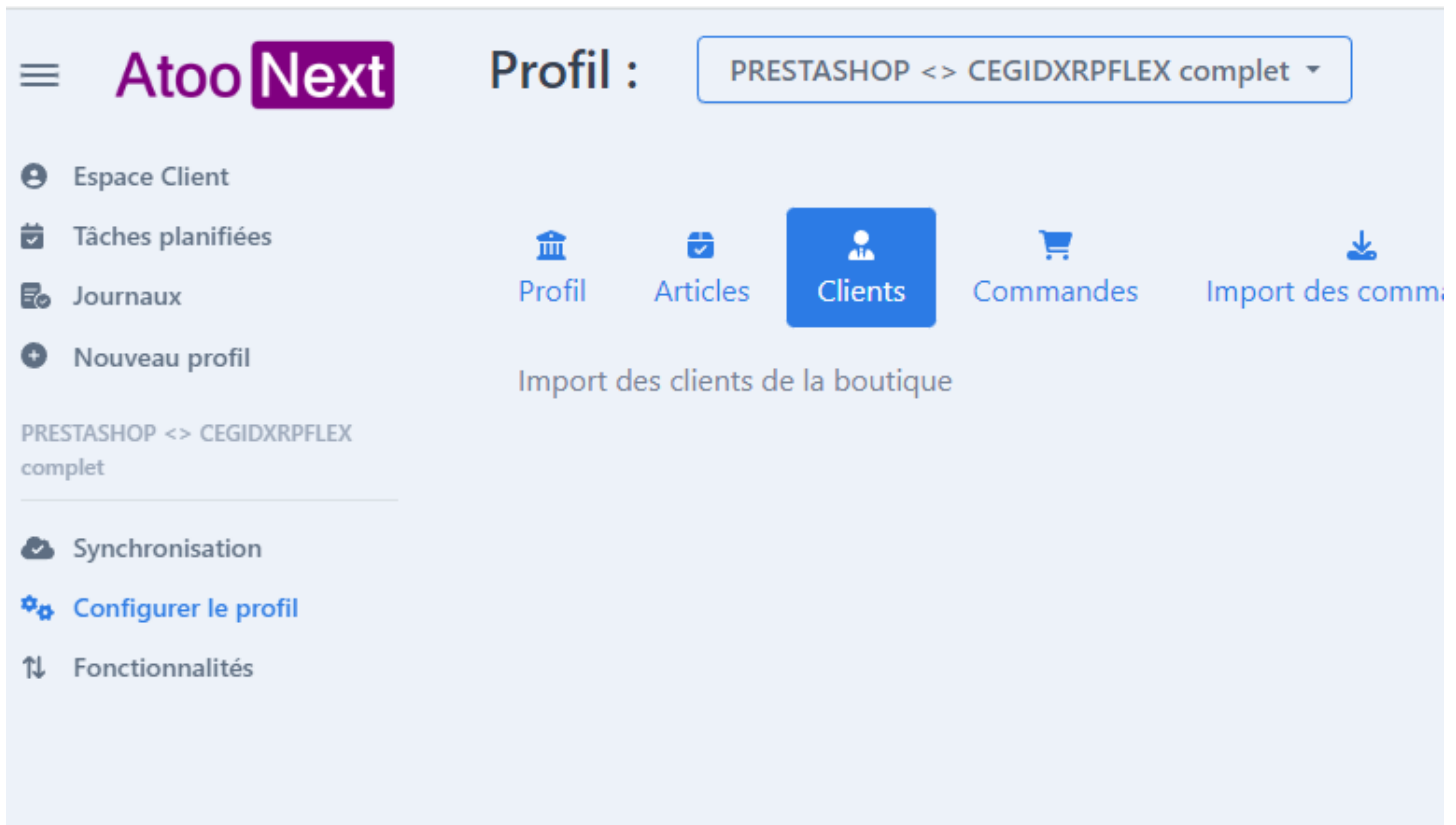 Atoo Next
Profil :
PRESTASHOP <> CEGIDXRPFLEX complet
Espace Client
Tâches planifiées
Journaux
Nouveau profil
PRESTASHOP <> CEGIDXRPFLEX
complet
Synchronisation
Configurer le profil
Fonctionnalités
Profil
Articles
Clients
Commandes
Import des comma
Import des clients de la boutique